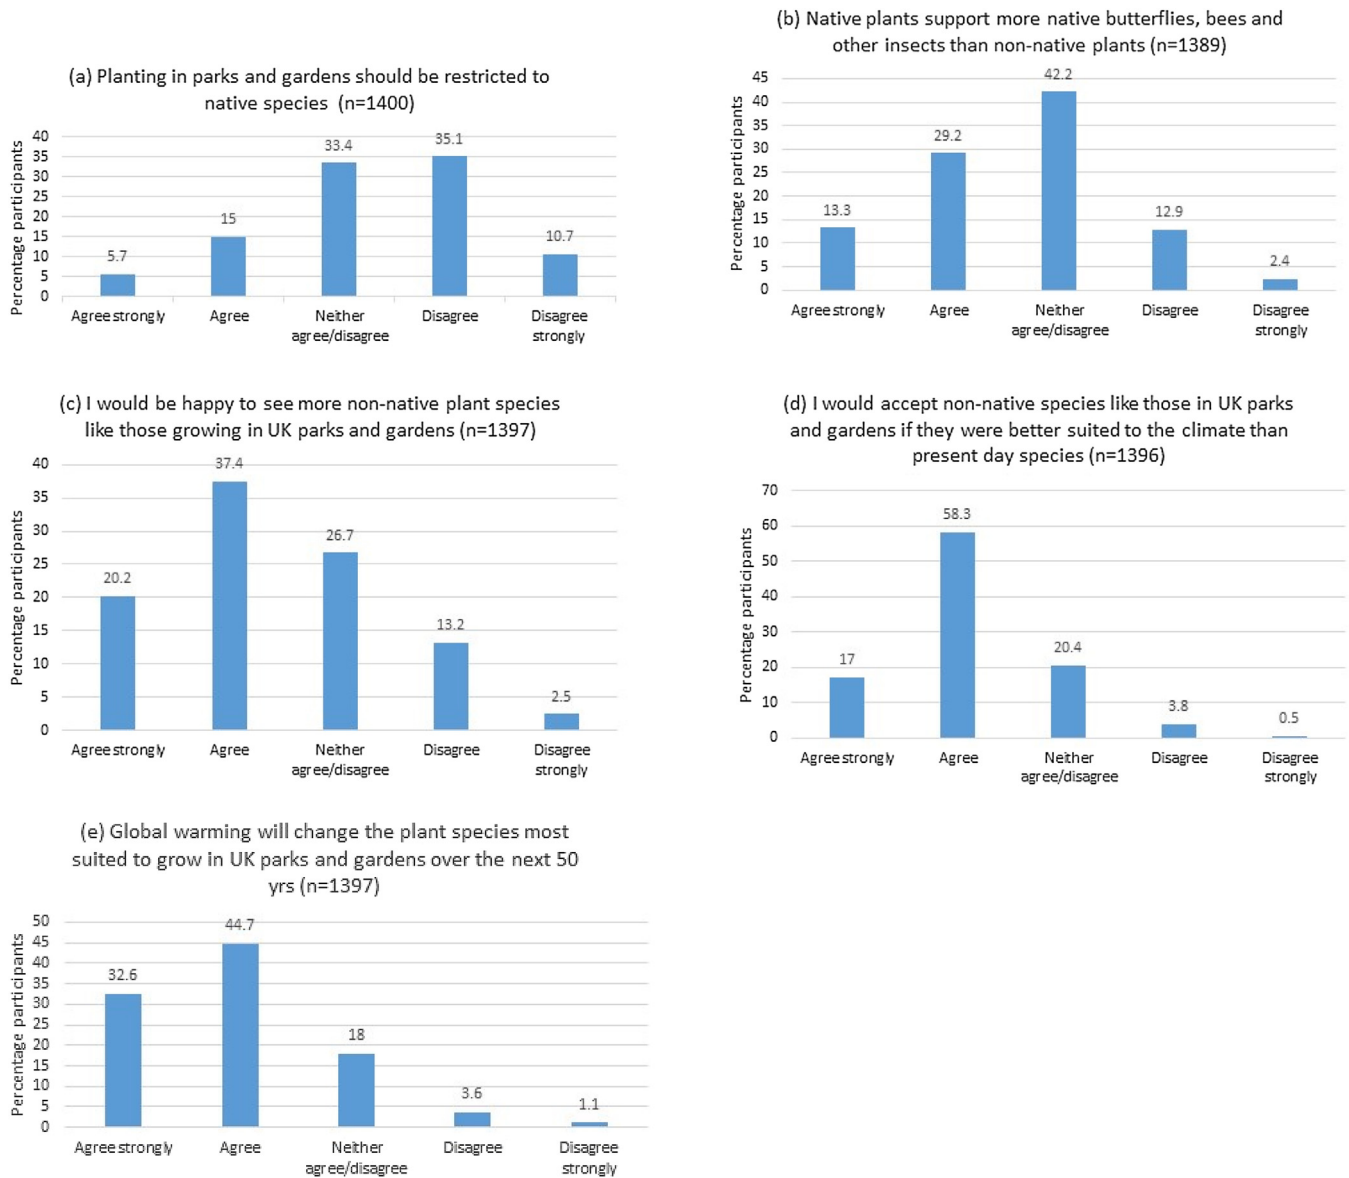 (a) Planting in parks and gardens should be restricted to
native species (n=1400)
Percentage participants
40
35
30
25
20
15
10
5
0
5.7
15
33.4
35.1
10.7
Agree strongly
Agree
Neither
agree/disagree
Disagree
Disagree
strongly
(b) Native plants support more native butterflies, bees and
other insects than non-native plants (n=1389)
Percentage participants
45
40
35
30
25
20
15
10
5
0
13.3
29.2
42.2
12.9
2.4
Agree strongly
Agree
Neither
agree/disagree
Disagree
Disagree
strongly
(c) I would be happy to see more non-native plant species
like those growing in UK parks and gardens (n=1397)
Percentage participants
40
35
30
25
20
15
10
5
0
20.2
37.4
26.7
13.2
2.5
Agree strongly
Agree
Neither
agree/disagree
Disagree
Disagree
strongly
(d) I would accept non-native species like those in UK parks
and gardens if they were better suited to the climate than
present day species (n=1396)
Percentage participants
70
60
50
40
30
20
10
0
17
58.3
20.4
3.8
0.5
Agree strongly
Agree
Neither
agree/disagree
Disagree
Disagree
strongly
(e) Global warming will change the plant species most
suited to grow in UK parks and gardens over the next 50
yrs (n=1397)
Percentage participants
50
45
40
35
30
25
20
15
10
5
0
32.6
44.7
18
3.6
1.1
Agree strongly
Agree
Neither
agree/disagree
Disagree
Disagree
strongly